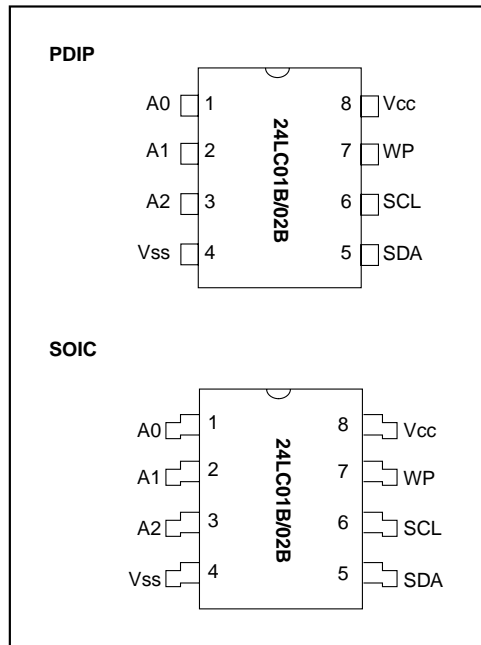 PDIP
A0 1 8 Vcc
A1 2 7 WP
A2 3 6 SCL
Vss 4 5 SDA
24LC01B/02B
SOIC
A0 1 8 Vcc
A1 2 7 WP
A2 3 6 SCL
Vss 4 5 SDA
24LC01B/02B